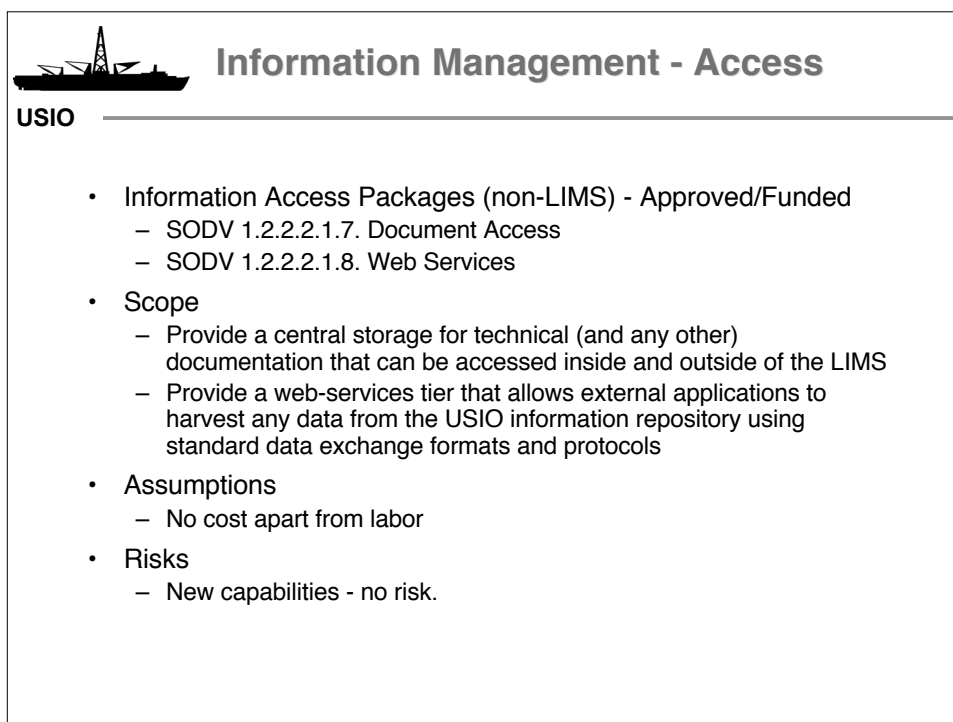 Information Management - Access
USIO
• Information Access Packages (non-LIMS) - Approved/Funded
– SODV 1.2.2.2.1.7. Document Access
– SODV 1.2.2.2.1.8. Web Services
• Scope
– Provide a central storage for technical (and any other)
documentation that can be accessed inside and outside of the LIMS
– Provide a web-services tier that allows external applications to
harvest any data from the USIO information repository using
standard data exchange formats and protocols
• Assumptions
– No cost apart from labor
• Risks
– New capabilities - no risk.